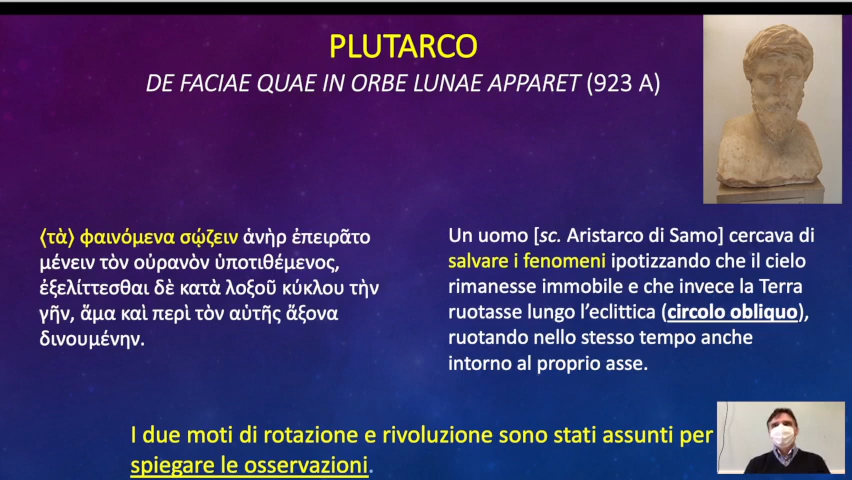 PLUTARCO
DE FACIAE QUAE IN ORBE LUNAE APPARET (923 A)
⟨τὰ⟩ φαινόμενα σῴζειν ἁνὴρ ἐπειρᾶτο
μένειν τὸν οὐρανὸν ὑποτιθέμενος,
ἐξελίττεσθαι δὲ κατὰ λοξοῦ κύκλου τὴν
γῆν, ἅμα καὶ περὶ τὸν αὑτῆς ἄξονα
δινουμένην.
Un uomo [sc. Aristarco di Samo] cercava di
salvare i fenomeni ipotizzando che il cielo
rimanesse immobile e che invece la Terra
ruotasse lungo l’eclittica (circolo obliquo),
ruotando nello stesso tempo anche
intorno al proprio asse.
I due moti di rotazione e rivoluzione sono stati assunti per
spiegare le osservazioni.